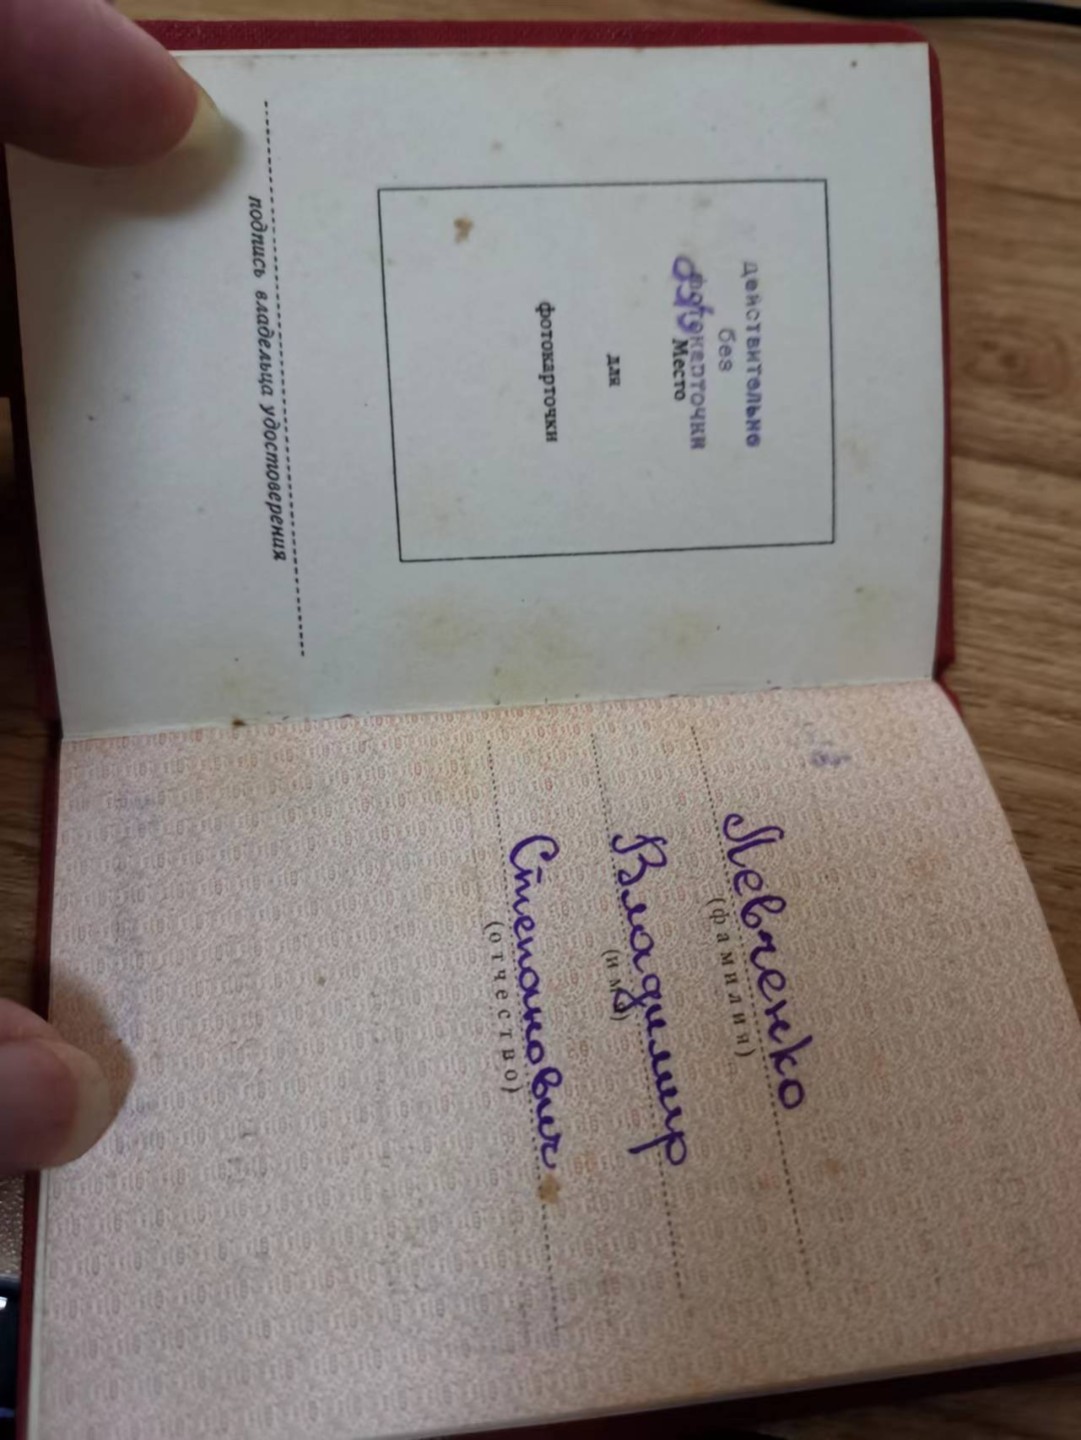 действительно
без
фотокарточки
Место
для
фотокарточки
подпись владельца удостоверения
Левченко
(фамилия)
Владимир
(имя)
Степанович
(отчество)